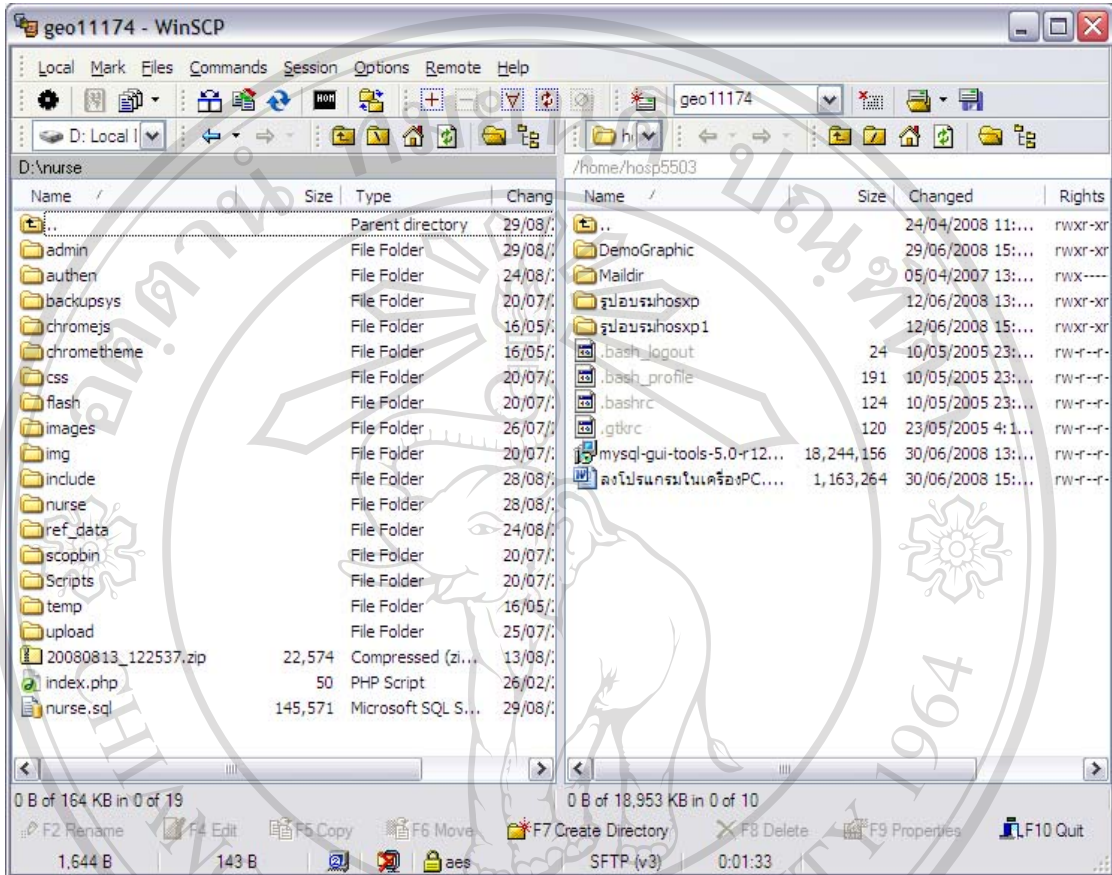 geo11174 - WinSCP
Local Mark Files Commands Session Options Remote Help
geo11174
D: Local
D:\nurse
Name Size Type Chang
.. Parent directory 29/08/
admin File Folder 29/08/
authen File Folder 24/08/
backupsys File Folder 20/07/
chromejs File Folder 16/05/
chrometheme File Folder 16/05/
css File Folder 20/07/
flash File Folder 20/07/
images File Folder 26/07/
img File Folder 20/07/
include File Folder 28/08/
nurse File Folder 28/08/
ref_data File Folder 24/08/
scopbin File Folder 20/07/
Scripts File Folder 20/07/
temp File Folder 16/05/
upload File Folder 25/07/
20080813_122537.zip 22,574 Compressed (zi... 13/08/
index.php 50 PHP Script 26/02/
nurse.sql 145,571 Microsoft SQL S... 29/08/
0 B of 164 KB in 0 of 19
/home/hosp5503
Name Size Changed Rights
.. 24/04/2008 11:... rwxr-xr
DemoGraphic 29/06/2008 15:... rwxr-xr
Maildir 05/04/2007 13:... rwx----
รูปอบรมhosxp 12/06/2008 13:... rwxr-xr
รูปอบรมhosxp1 12/06/2008 15:... rwxr-xr
.bash_logout 24 10/05/2005 23:... rw-r--r-
.bash_profile 191 10/05/2005 23:... rw-r--r-
.bashrc 124 10/05/2005 23:... rw-r--r-
.gtkrc 120 23/05/2005 4:1... rw-r--r-
mysql-gui-tools-5.0-r12... 18,244,156 30/06/2008 13:... rw-r--r-
ลงโปรแกรมในเครื่องPC.... 1,163,264 30/06/2008 15:... rw-r--r-
0 B of 18,953 KB in 0 of 10
F2 Rename F4 Edit F5 Copy F6 Move F7 Create Directory F8 Delete F9 Properties F10 Quit
1,644 B 143 B aes SFTP (v3) 0:01:33